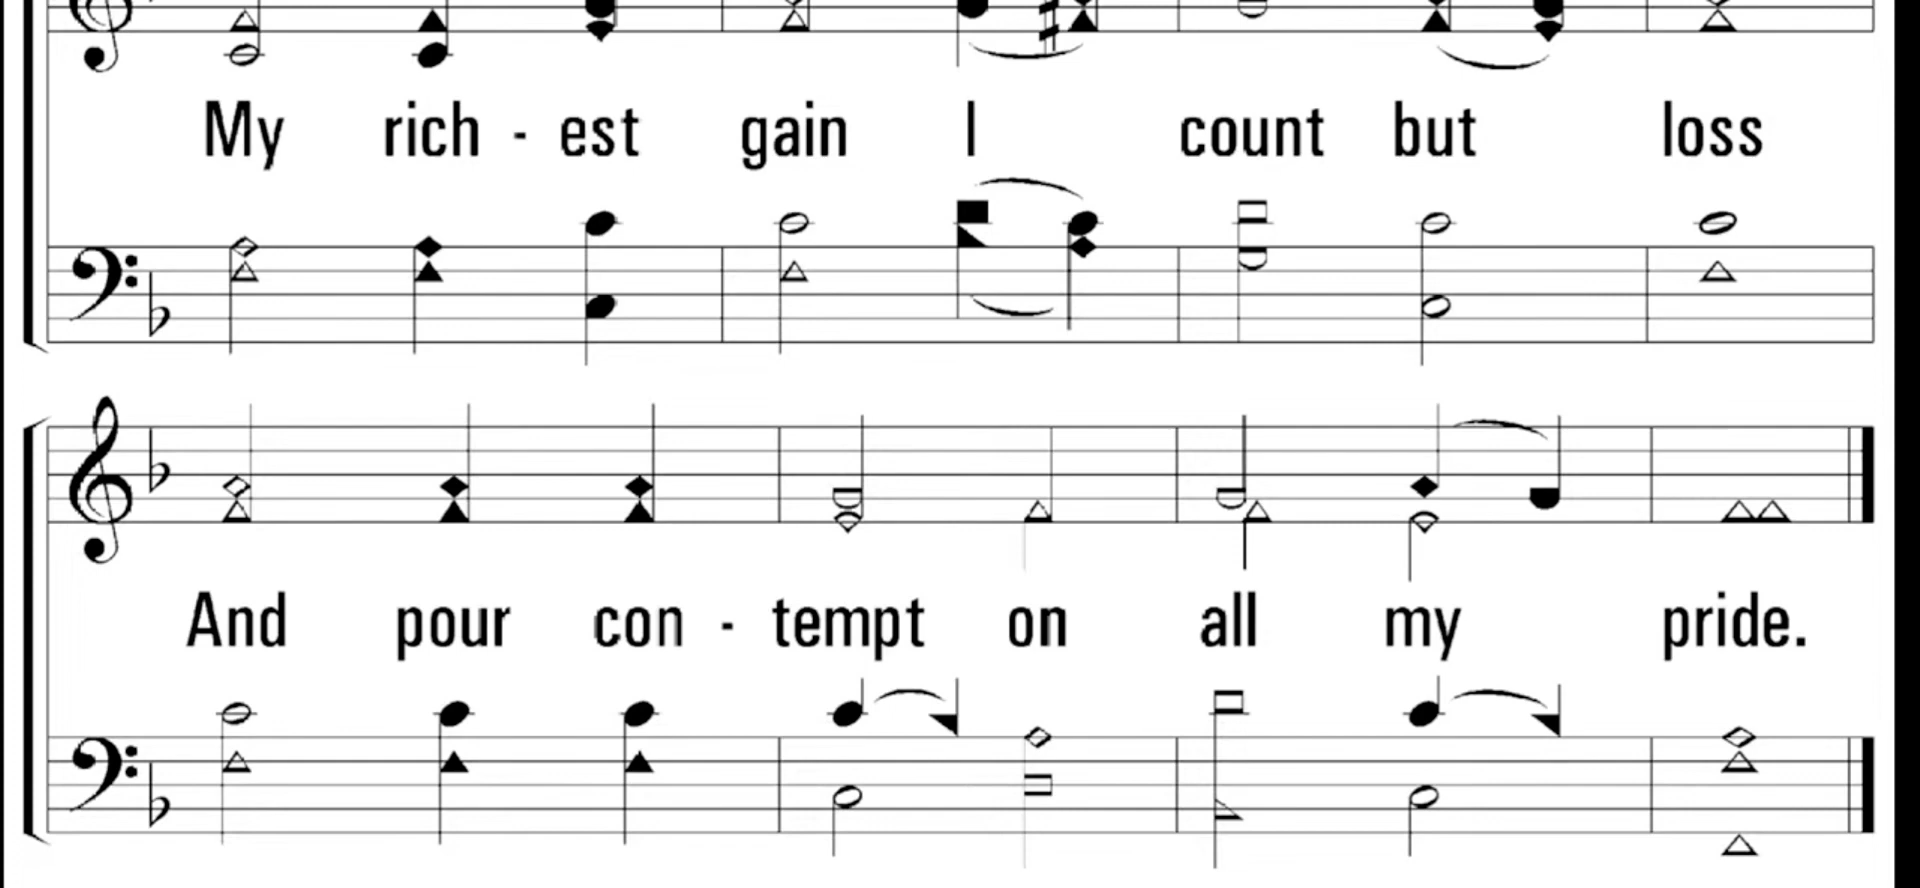 My rich - est gain I count but loss
And pour con - tempt on all my pride.